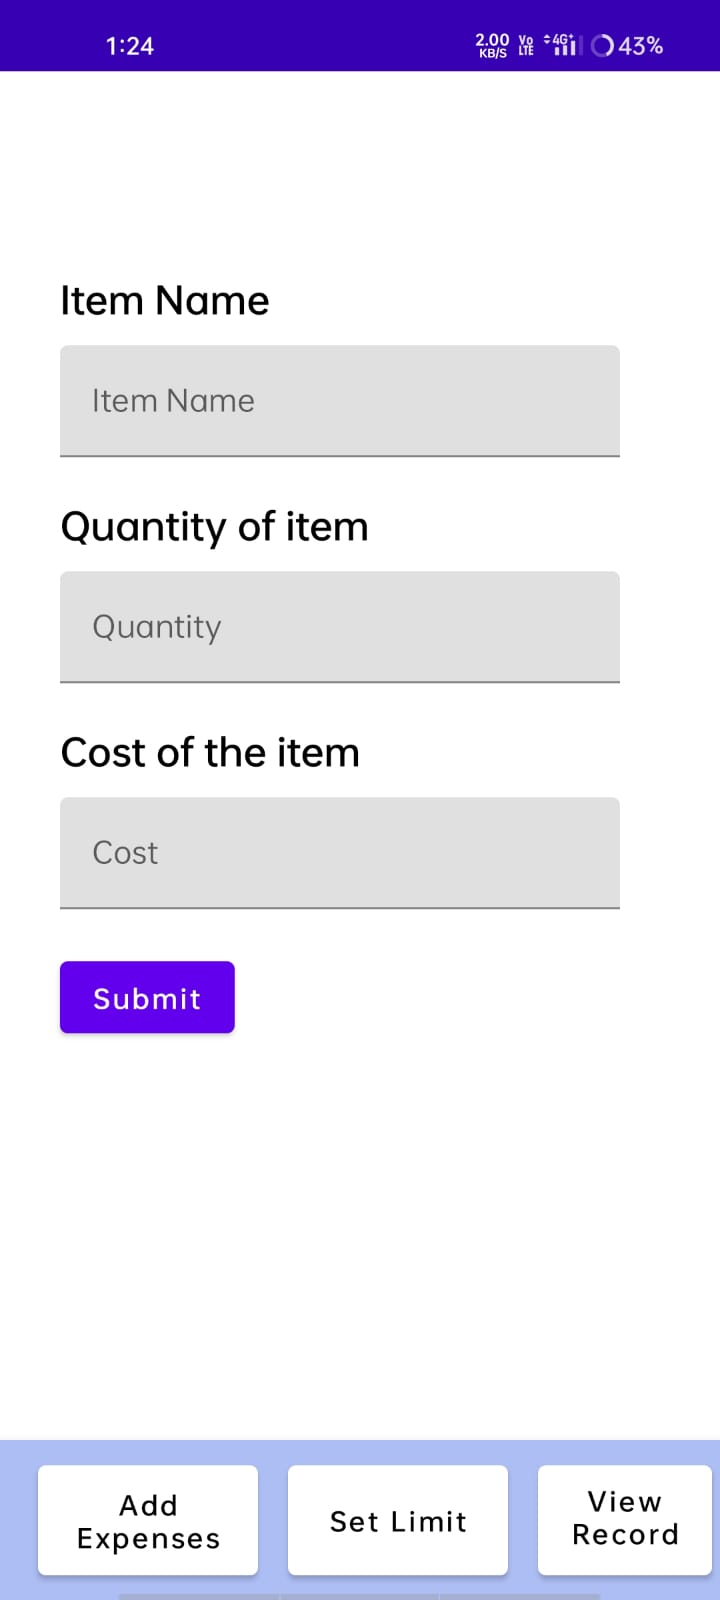 1:24
2.00
KB/S
Vo
LTE
4G+
43%
Item Name
Item Name
Quantity of item
Quantity
Cost of the item
Cost
Submit
Add
Expenses
Set Limit
View
Record